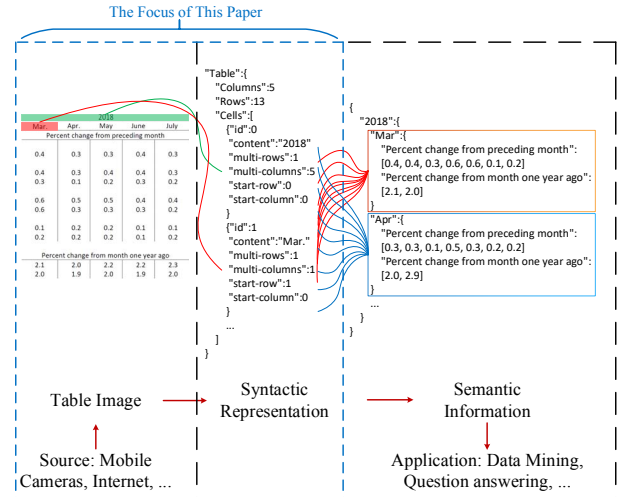 The Focus of This Paper
2018
Mar. Apr. May June July
Percent change from preceding month
0.4 0.3 0.3 0.4 0.3
0.4 0.3 0.4 0.4 0.3
0.3 0.1 0.2 0.3 0.2
0.6 0.5 0.5 0.4 0.4
0.6 0.3 0.3 0.3 0.2
0.1 0.2 0.2 0.1 0.1
0.2 0.2 0.2 0.2 0.1
Percent change from month one year ago
2.1 2.0 2.2 2.2 2.3
2.0 1.9 2.0 1.9 2.0
"Table":{
"Columns":5
"Rows":13
"Cells":[
{"id":0
"content":"2018"
"multi-rows":1
"multi-columns":5
"start-row":0
"start-column":0
}
{"id":1
"content":"Mar."
"multi-rows":1
"multi-columns":1
"start-row":1
"start-column":0
}
...
]
}
{
"2018":{
"Mar":{
"Percent change from preceding month":
[0.4, 0.4, 0.3, 0.6, 0.6, 0.1, 0.2]
"Percent change from month one year ago":
[2.1, 2.0]
}
"Apr":{
"Percent change from preceding month":
[0.3, 0.3, 0.1, 0.5, 0.3, 0.2, 0.2]
"Percent change from month one year ago":
[2.0, 2.9]
}
...
}
}
Table Image
Syntactic
Representation
Semantic
Information
Source: Mobile
Cameras, Internet, ...
Application: Data Mining,
Question answering, ...